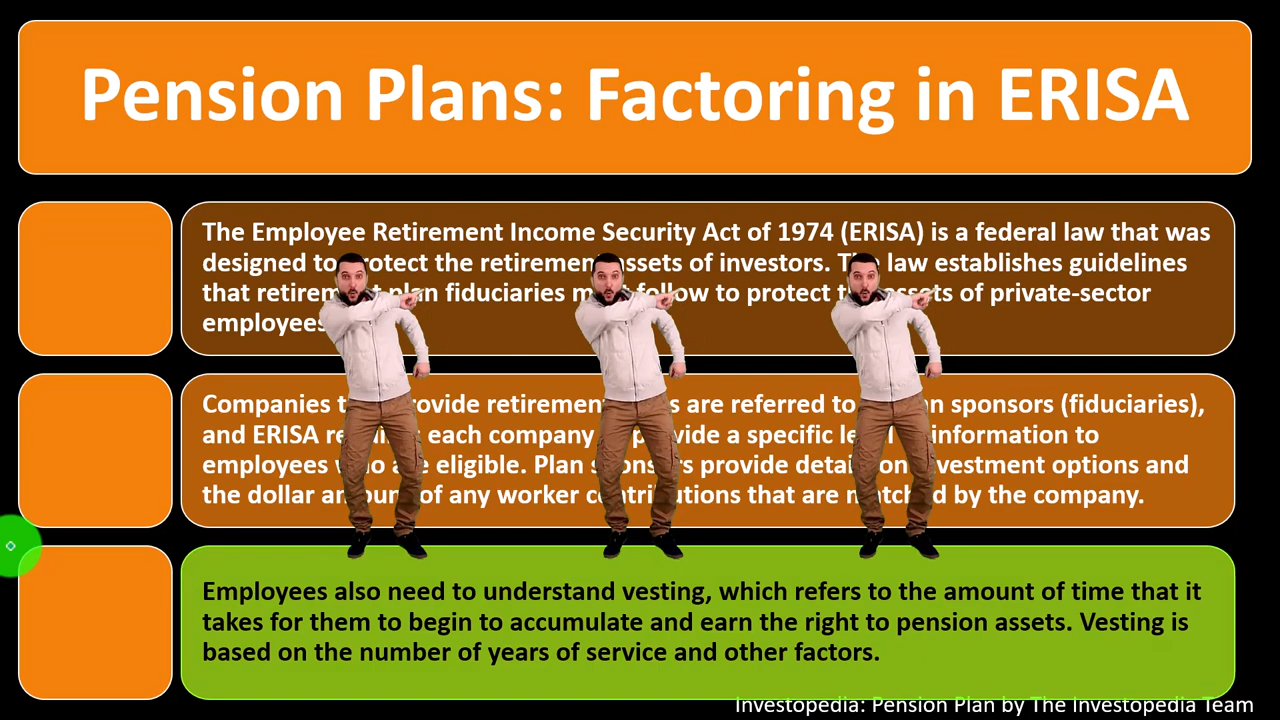 Pension Plans: Factoring in ERISA
The Employee Retirement Income Security Act of 1974 (ERISA) is a federal law that was
designed to protect the retirement assets of investors. The law establishes guidelines
that retirement plan fiduciaries must follow to protect the assets of private-sector
employees
Companies provide retirement are referred to sponsors (fiduciaries),
and ERISA requires each company provide a specific level information to
employees who are eligible. Plan sponsors provide details on investment options and
the dollar amount of any worker contributions that are matched by the company.
Employees also need to understand vesting, which refers to the amount of time that it
takes for them to begin to accumulate and earn the right to pension assets. Vesting is
based on the number of years of service and other factors.
Investopedia: Pension Plan by The Investopedia Team